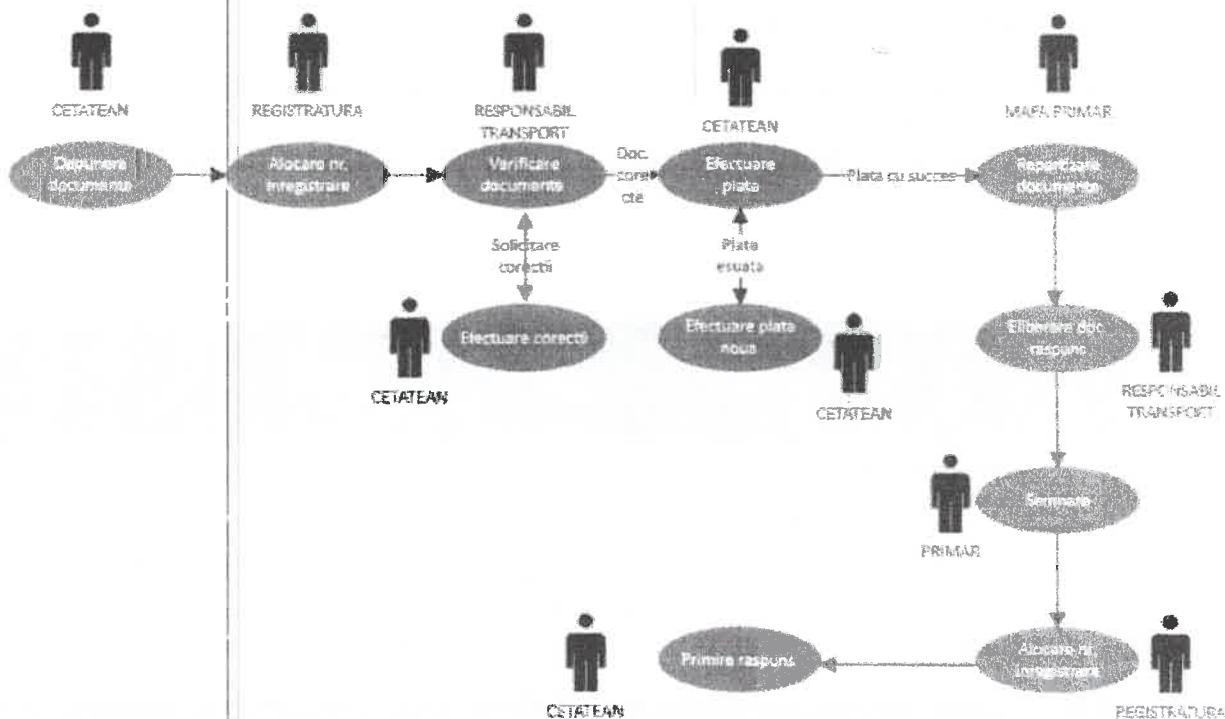 CETATEAN
REGISTRATURA
RESPONSABIL
TRANSPORT
CETATEAN
MAPA PRIMAR
Depunere
documente
Alocare nr.
inregistrare
Verificare
documente
Doc.
core
cte
Efectuare
plata
Plata cu succes
Repartizare
documente
Solicitare
corectii
Plata
esuata
CETATEAN
Efectuare corectii
Efectuare plata
noua
CETATEAN
Eliberare doc.
raspuns
RESPONSABIL
TRANSPORT
PRIMAR
Semnare
CETATEAN
Primire raspuns
Alocare nr.
inregistrare
REGISTRATURA